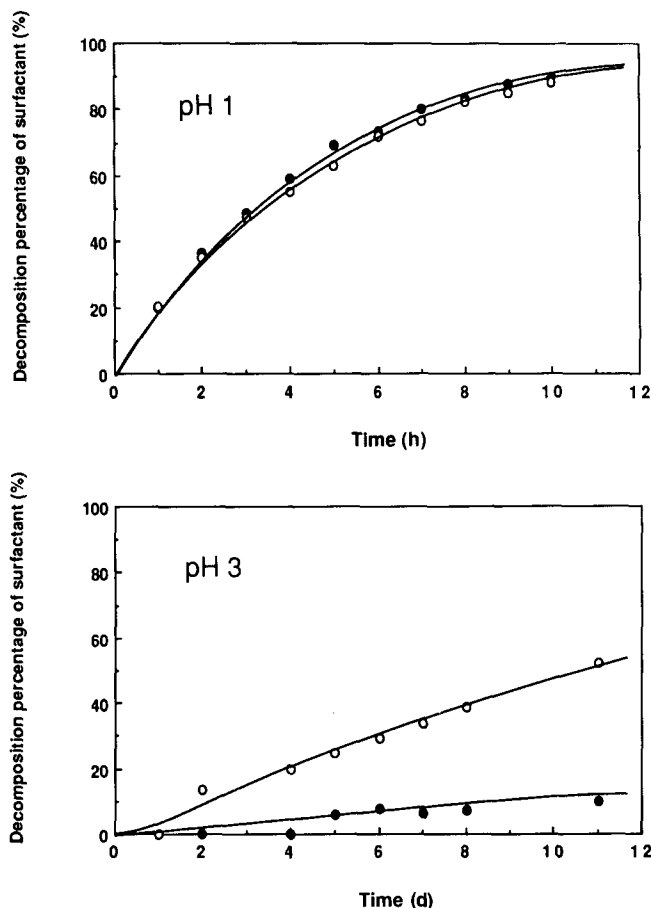 Decomposition percentage of surfactant (%)
100
80
60
40
20
0
pH 1
0 2 4 6 8 10 12
Time (h)
Decomposition percentage of surfactant (%)
100
80
60
40
20
0
pH 3
0 2 4 6 8 10 12
Time (d)